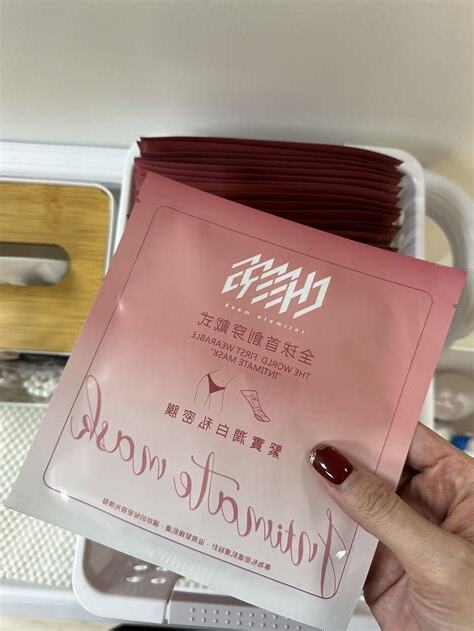 intimate mask
全球首創穿戴式
THE WORLD FIRST WEARABLE
"INTIMATE MASK"
緊實潤白私密膜
Intimate mask